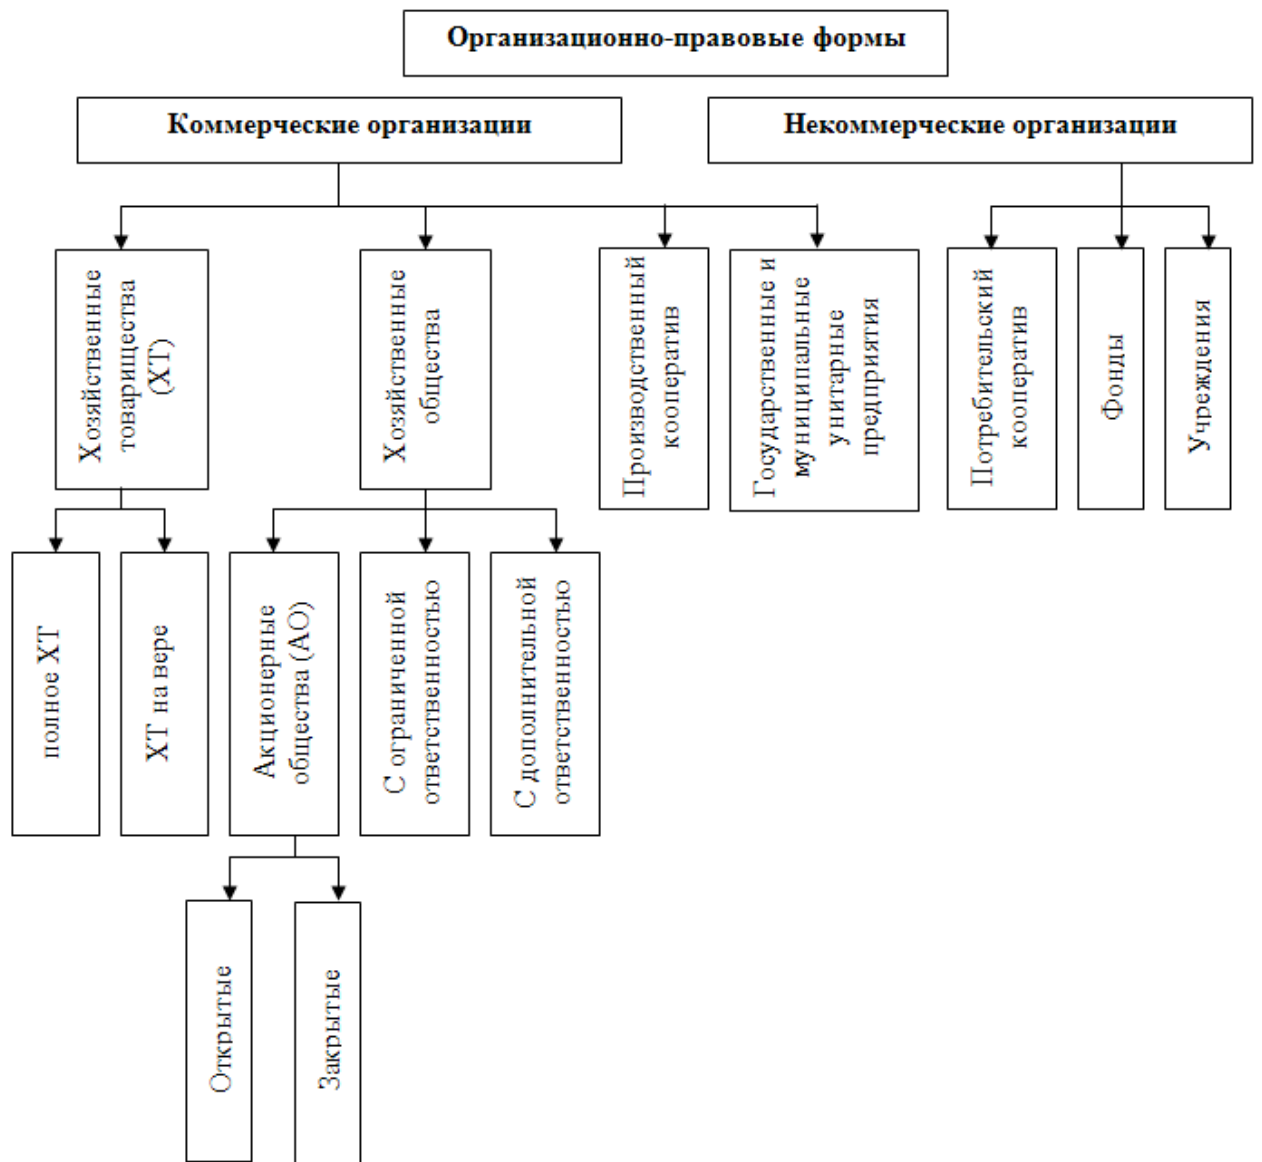 Организационно-правовые формы
Коммерческие организации
Некоммерческие организации
Хозяйственные
товарищества
(ХТ)
Хозяйственные
общества
Производственный
кооператив
Государственные и
муниципальные
унитарные
предприятия
Потребительский
кооператив
Фонды
Учреждения
полное ХТ
ХТ на вере
Акционерные
общества (АО)
С ограниченной
ответственностью
С дополнительной
ответственностью
Открытые
Закрытые